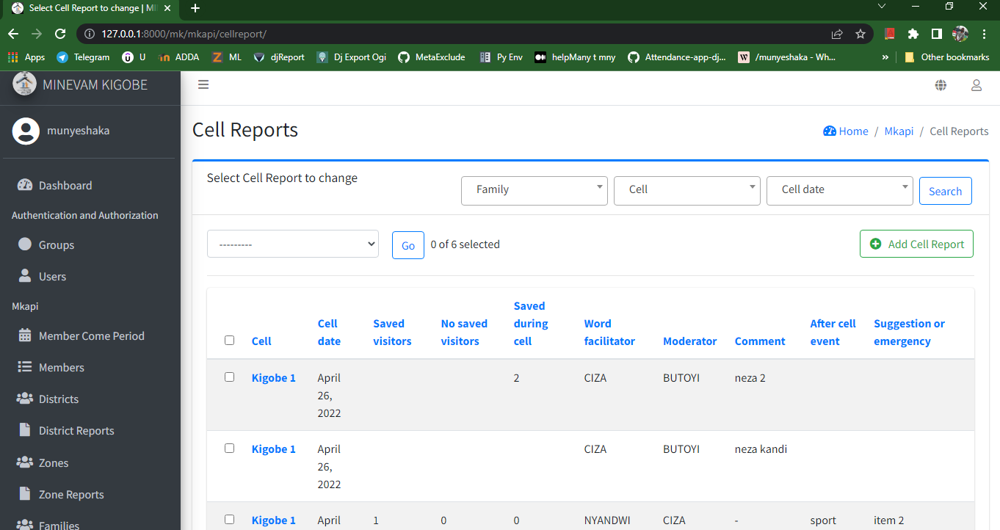 Select Cell Report to change | MI
127.0.0.1:8000/mk/mkapi/cellreport/
Apps
Telegram
U
ADDA
ML
djReport
Dj Export Ogi
MetaExclude
Py Env
helpMany t mny
Attendance-app-dj...
/munyeshaka - Wh...
»
Other bookmarks
MINEVAM KIGOBE
munyeshaka
Dashboard
Authentication and Authorization
Groups
Users
Mkapi
Member Come Period
Members
Districts
District Reports
Zones
Zone Reports
Families
Cell Reports
Home / Mkapi / Cell Reports
Select Cell Report to change
Family
Cell
Cell date
Search
---------
Go
0 of 6 selected
Add Cell Report
Cell
Cell
date
Saved
visitors
No saved
visitors
Saved
during
cell
Word
facilitator
Moderator
Comment
After cell
event
Suggestion or
emergency
Kigobe 1 April 2 CIZA BUTOYI neza 2
26,
2022
Kigobe 1 April CIZA BUTOYI neza kandi
26,
2022
Kigobe 1 April 1 0 0 NYANDWI CIZA - sport item 2